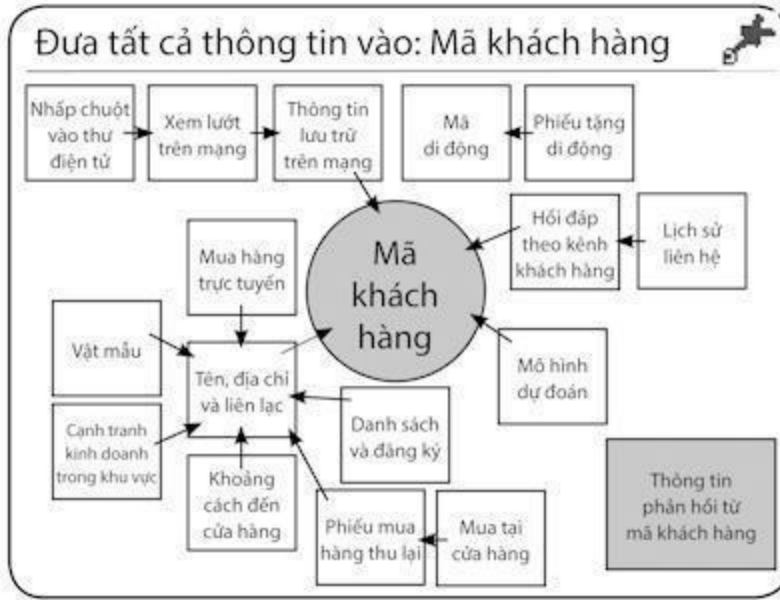 Đưa tất cả thông tin vào: Mã khách hàng
Nhấp chuột
vào thư
điện tử
Xem lướt
trên mạng
Thông tin
lưu trữ
trên mạng
Mã
di động
Phiếu tặng
di động
Mua hàng
trực tuyến
Mã
khách
hàng
Hồi đáp
theo kênh
khách hàng
Lịch sử
liên hệ
Vật mẫu
Tên, địa chỉ
và liên lạc
Mô hình
dự đoán
Cạnh tranh
kinh doanh
trong khu vực
Danh sách
và đăng ký
Khoảng
cách đến
cửa hàng
Phiếu mua
hàng thu lại
Mua tại
cửa hàng
Thông tin
phản hồi từ
mã khách hàng